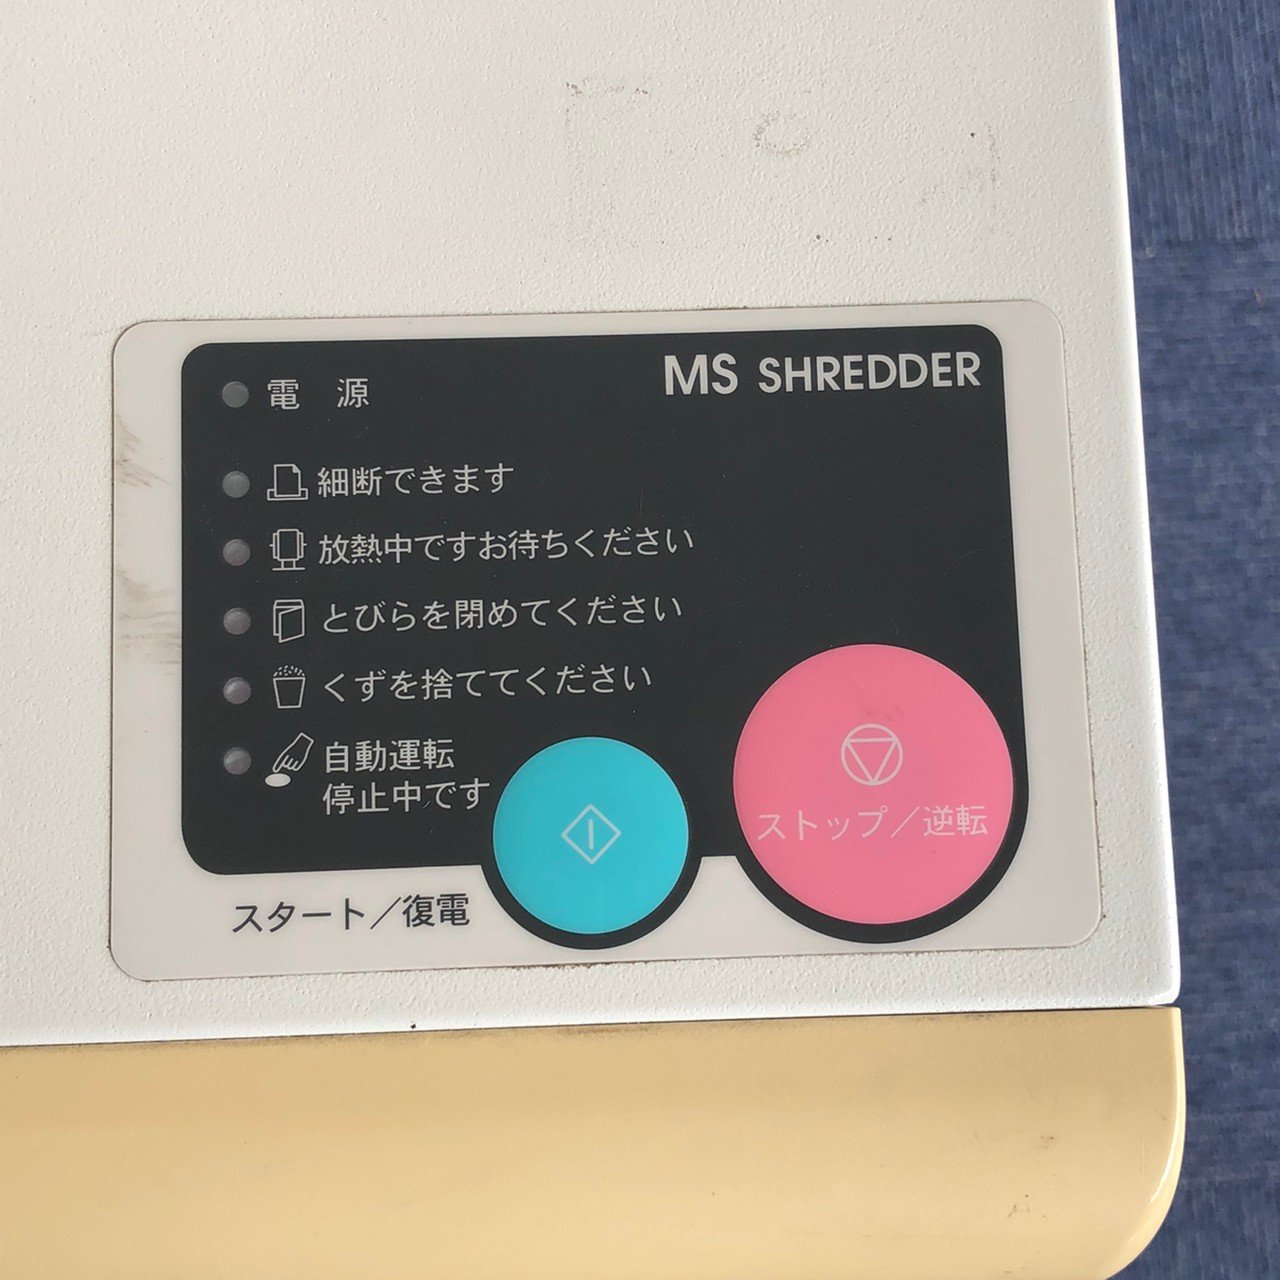 MS SHREDDER
電 源
細断できます
放熱中ですお待ちください
とびらを閉めてください
くずを捨ててください
自動運転
停止中です
ストップ／逆転
スタート／復電